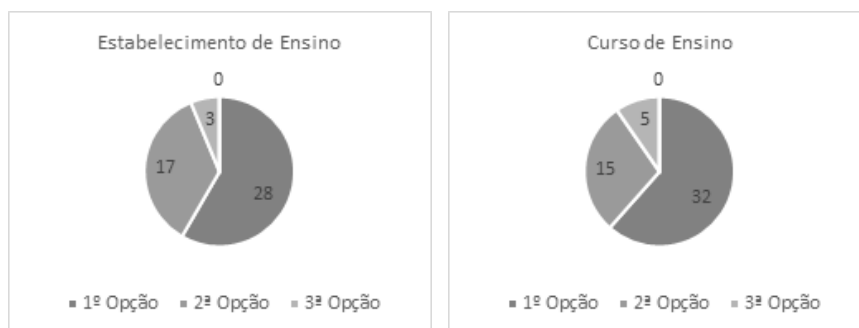 Estabelecimento de Ensino
0
3
17
28
■ 1º Opção ■ 2ª Opção ■ 3ª Opção
Curso de Ensino
0
5
15
32
■ 1º Opção ■ 2ª Opção ■ 3ª Opção